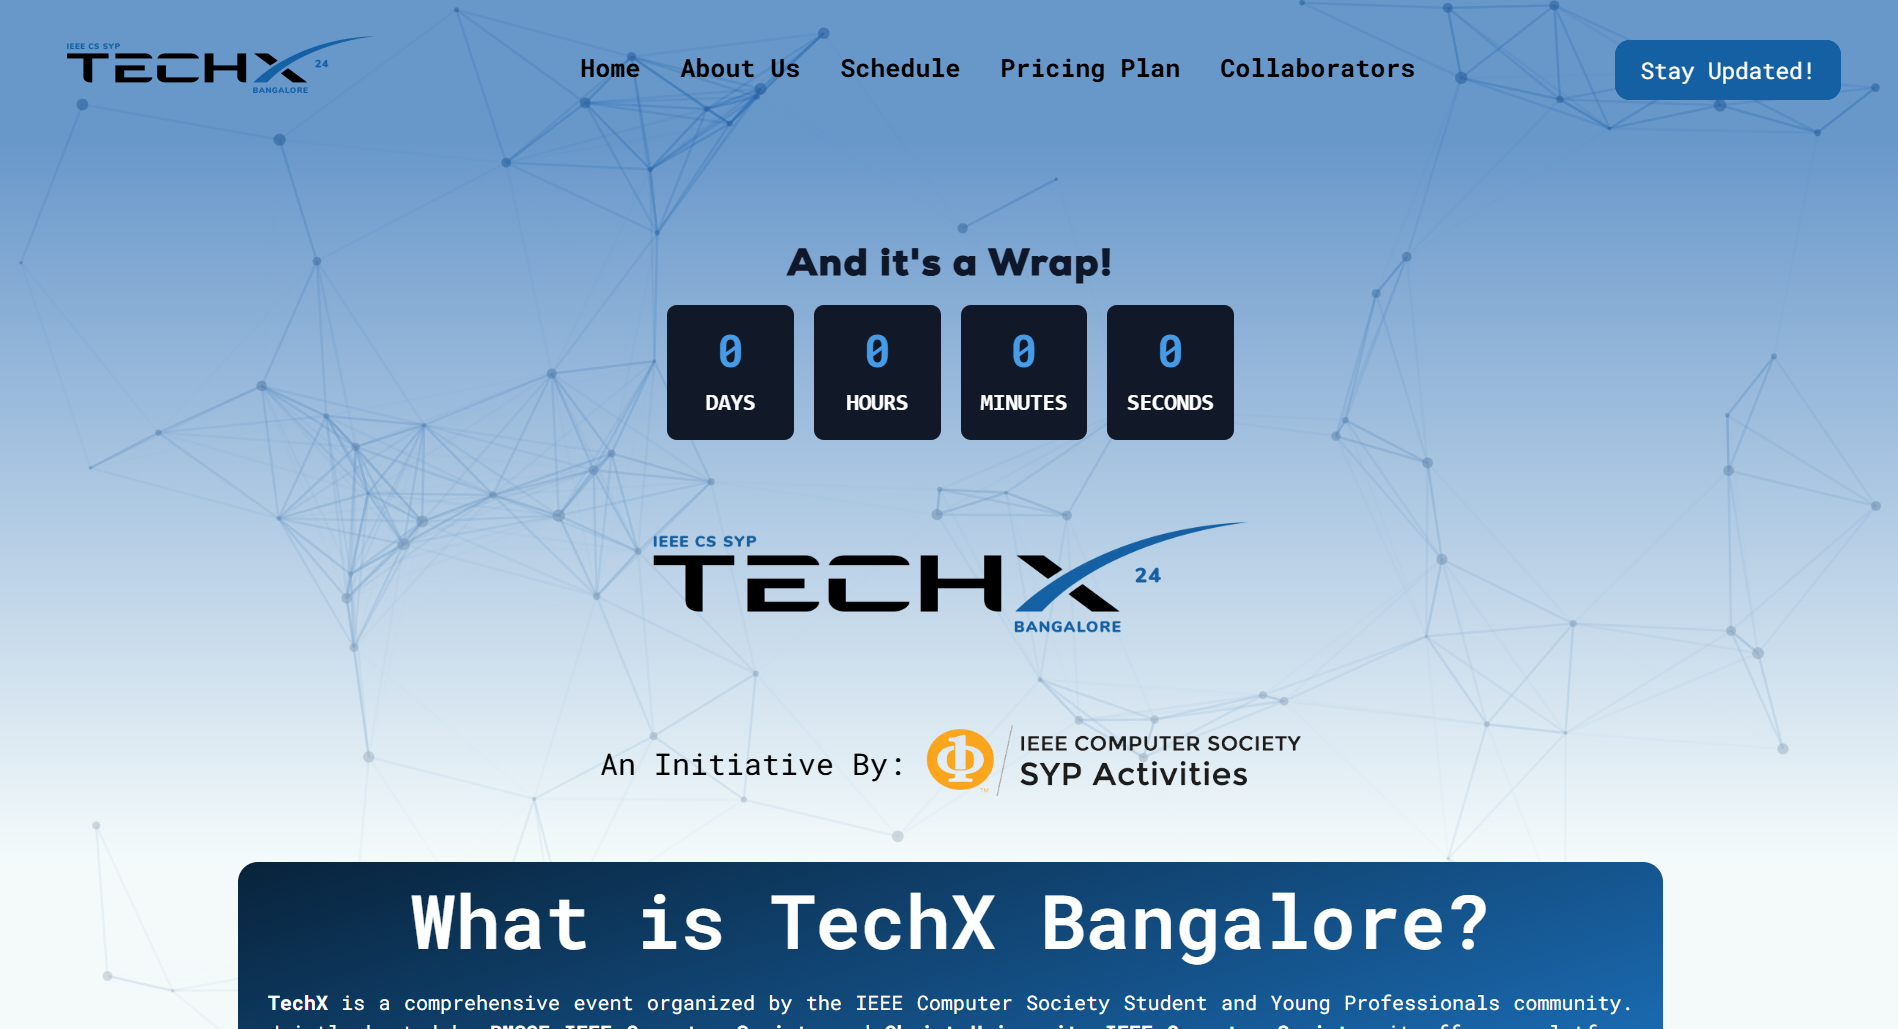 IEEE CS SYP
TECHX
24
BANGALORE
Home About Us Schedule Pricing Plan Collaborators
Stay Updated!
And it's a Wrap!
0 0 0 0
DAYS HOURS MINUTES SECONDS
IEEE CS SYP
TECHX
24
BANGALORE
An Initiative By:
IEEE COMPUTER SOCIETY
SYP Activities
What is TechX Bangalore?
TechX is a comprehensive event organized by the IEEE Computer Society Student and Young Professionals community.